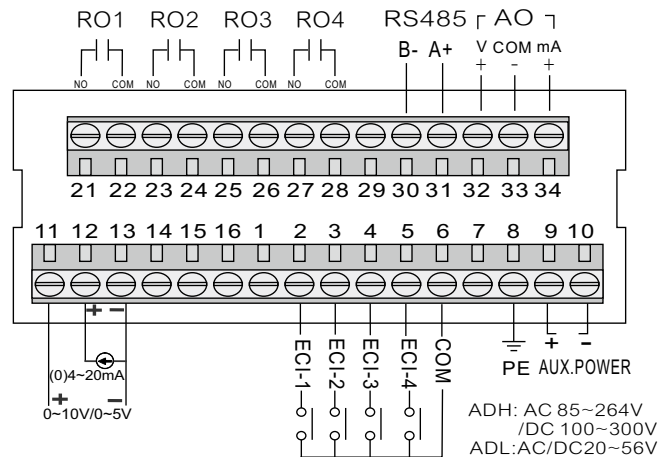 RO1 RO2 RO3 RO4 RS485 AO
B- A+ V COM mA
+ - +
NO COM NO COM NO COM NO COM
21 22 23 24 25 26 27 28 29 30 31 32 33 34
11 12 13 14 15 16 1 2 3 4 5 6 7 8 9 10
+ −
(0)4~20mA
+ −
0~10V/0~5V
ECI-1
ECI-2
ECI-3
ECI-4
COM
+ -
PE AUX.POWER
ADH: AC 85~264V
/DC 100~300V
ADL:AC/DC20~56V